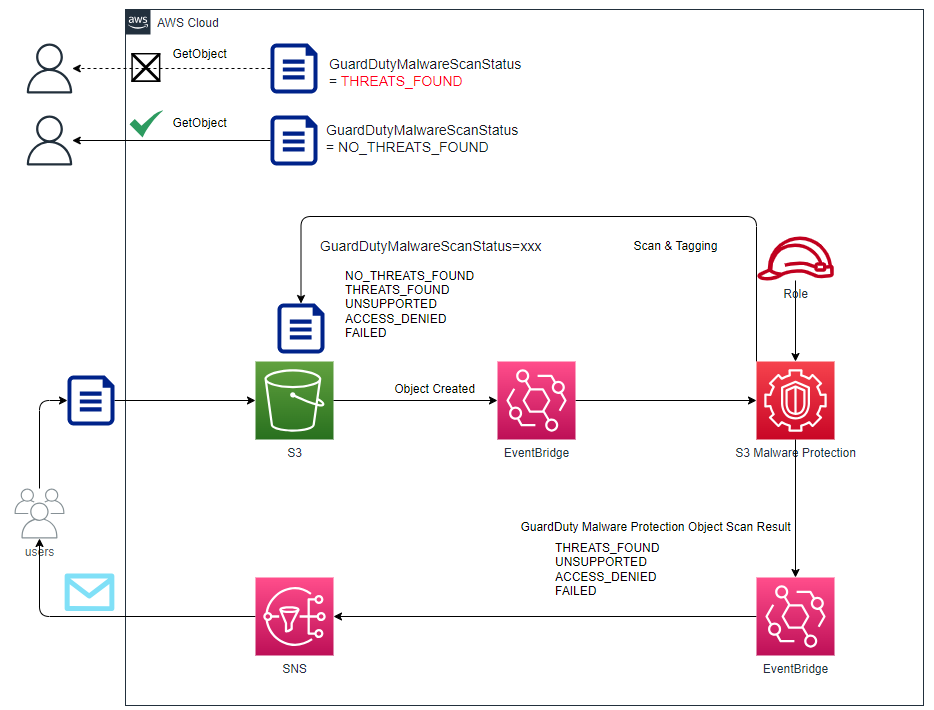 aws
AWS Cloud
GetObject
GuardDutyMalwareScanStatus
= THREATS_FOUND
GetObject
GuardDutyMalwareScanStatus
= NO_THREATS_FOUND
GuardDutyMalwareScanStatus=xxx
Scan & Tagging
NO_THREATS_FOUND
THREATS_FOUND
UNSUPPORTED
ACCESS_DENIED
FAILED
Role
Object Created
S3
EventBridge
S3 Malware Protection
GuardDuty Malware Protection Object Scan Result
THREATS_FOUND
UNSUPPORTED
ACCESS_DENIED
FAILED
users
SNS
EventBridge